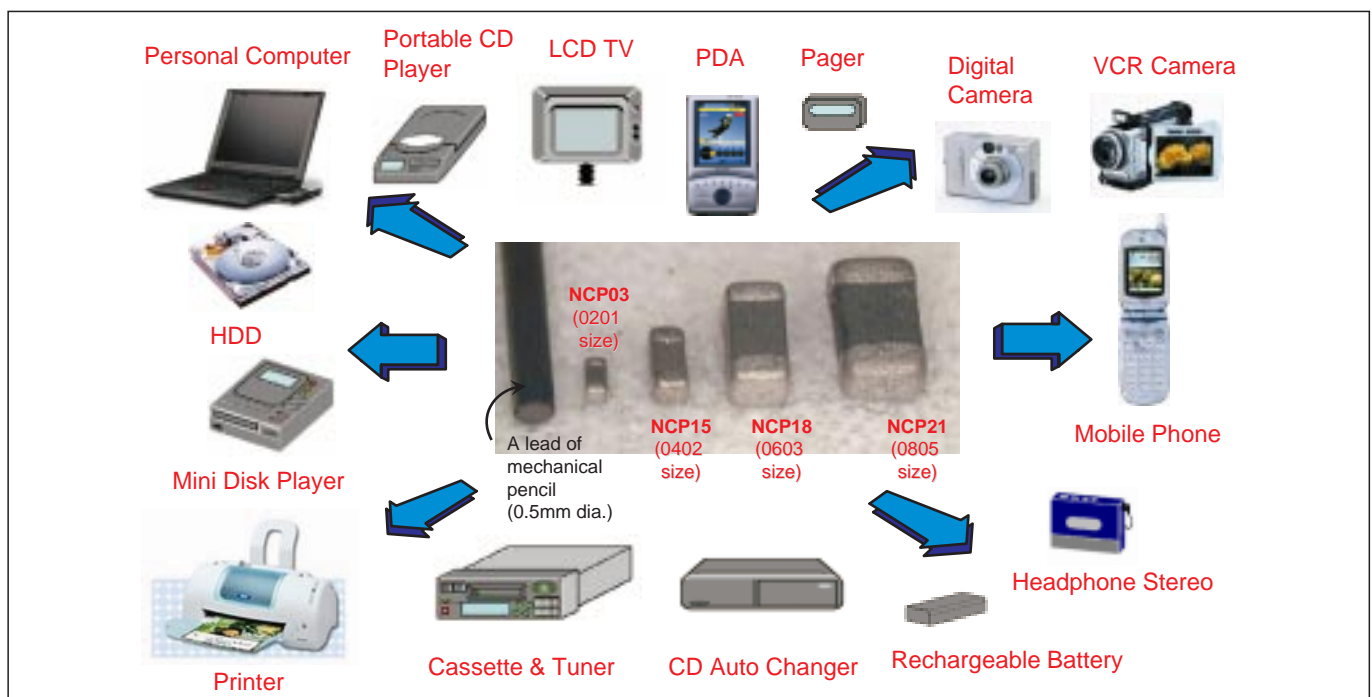 Personal Computer
Portable CD
Player
LCD TV
PDA
Pager
Digital
Camera
VCR Camera
HDD
NCP03
(0201
size)
NCP15
(0402
size)
NCP18
(0603
size)
NCP21
(0805
size)
A lead of
mechanical
pencil
(0.5mm dia.)
Mobile Phone
Mini Disk Player
Headphone Stereo
Printer
Cassette & Tuner
CD Auto Changer
Rechargeable Battery